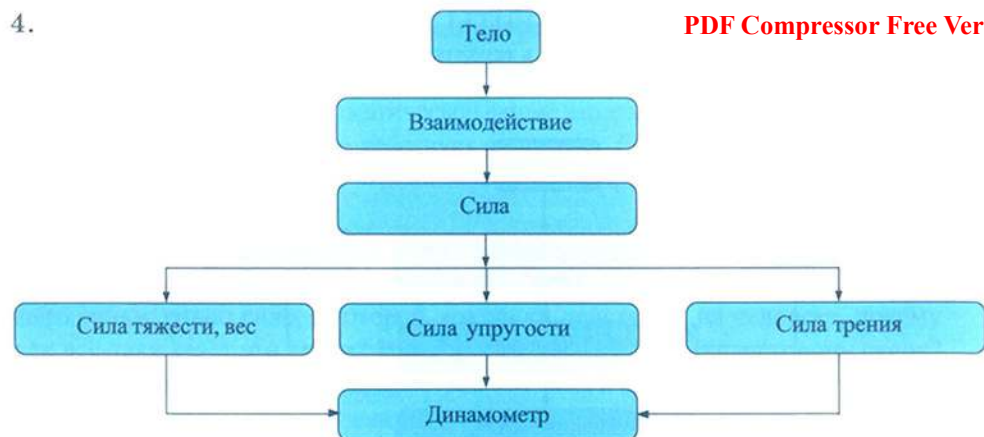 4.
PDF Compressor Free Ver
Тело
Взаимодействие
Сила
Сила тяжести, вес
Сила упругости
Сила трения
Динамометр